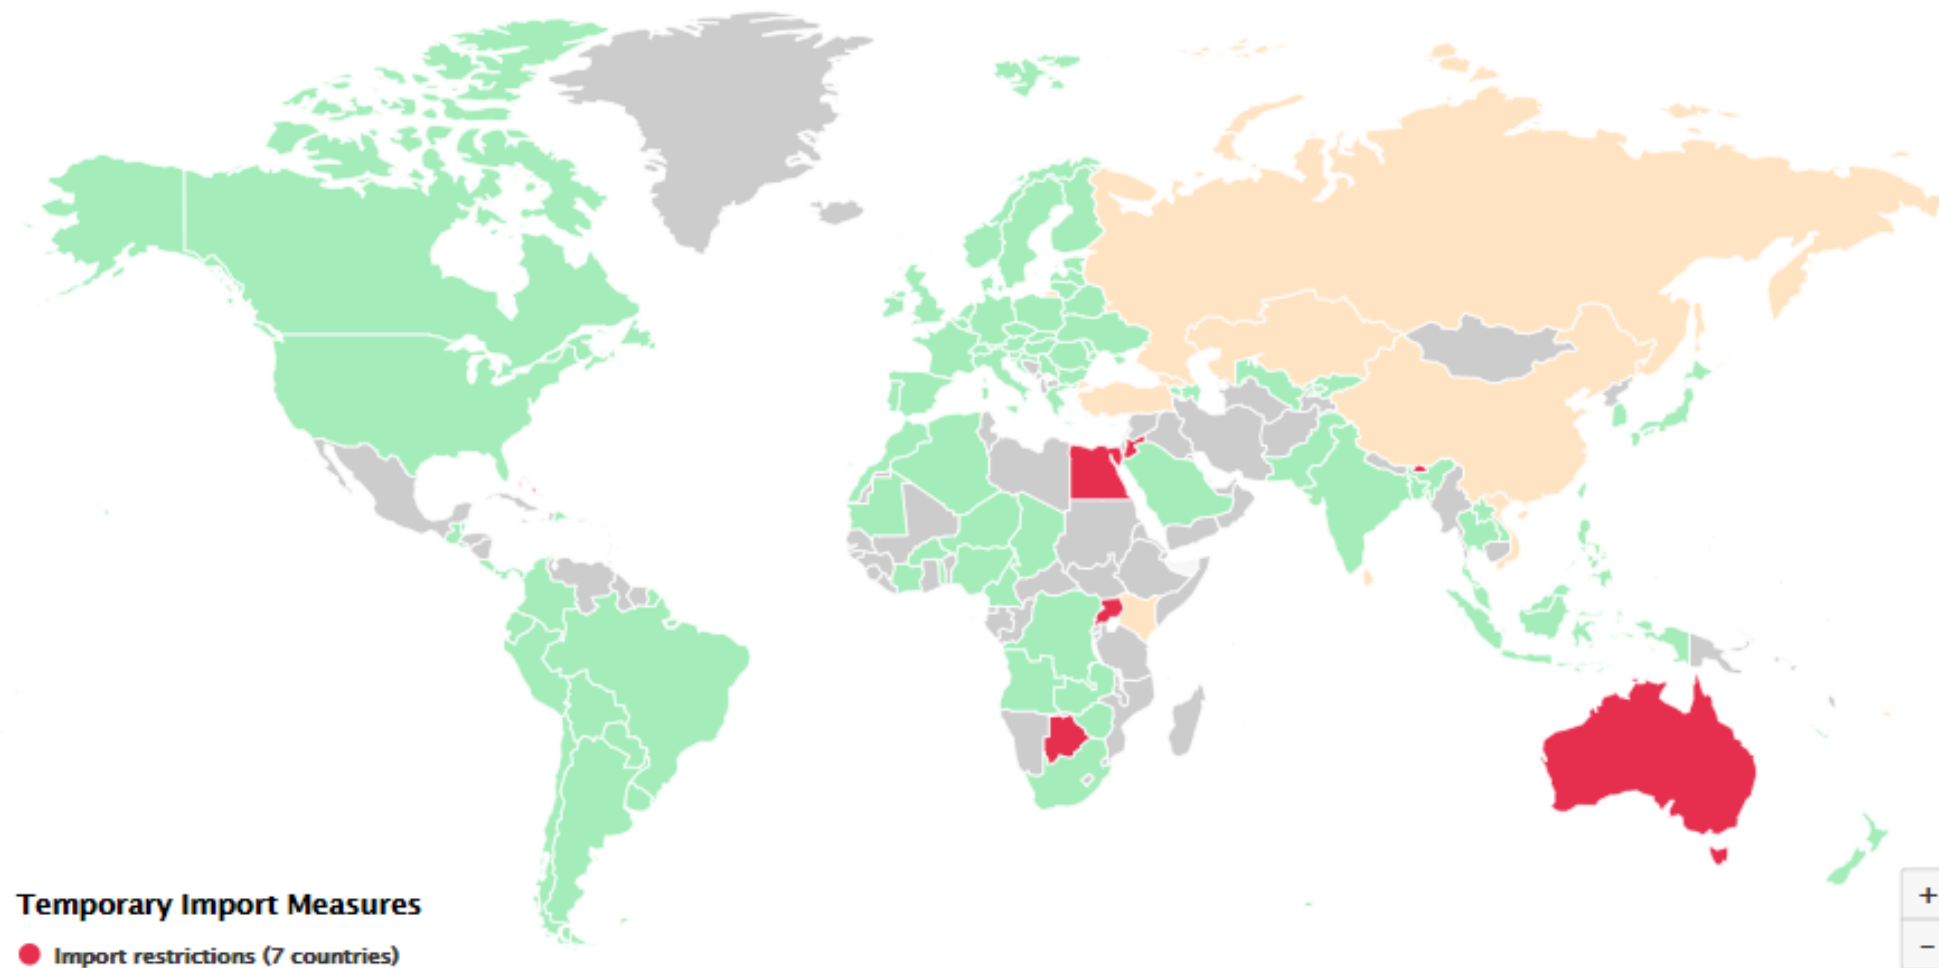 Temporary Import Measures
Import restrictions (7 countries)
+
−